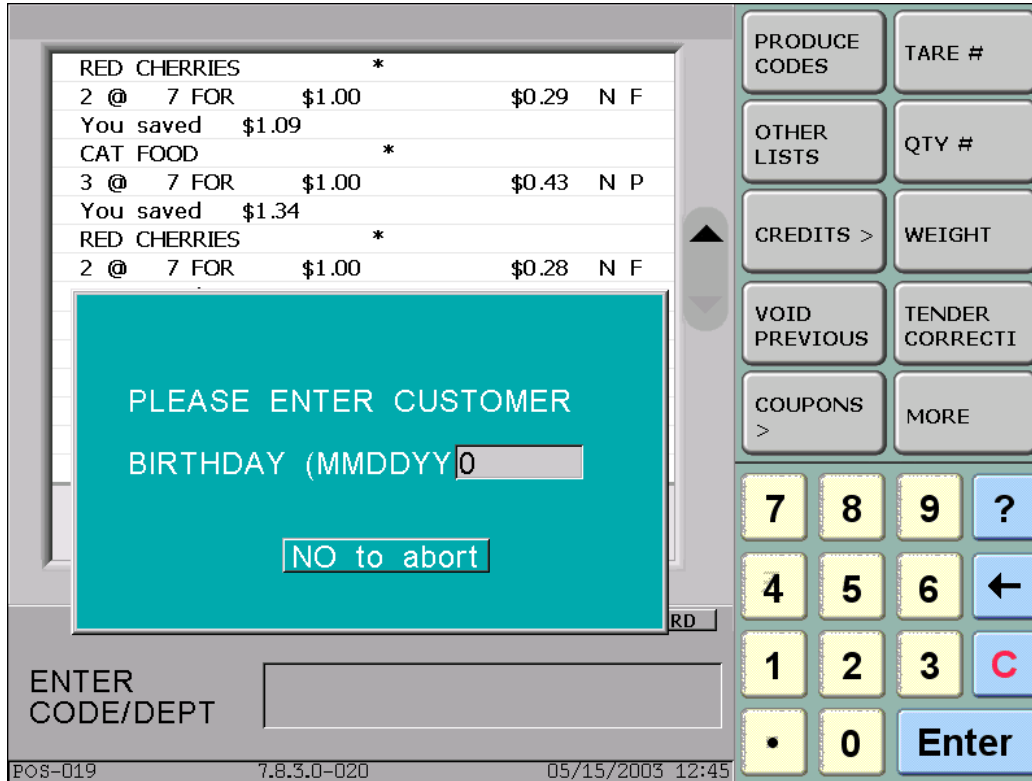 RED CHERRIES *
2 @ 7 FOR $1.00 $0.29 N F
You saved $1.09
CAT FOOD *
3 @ 7 FOR $1.00 $0.43 N P
You saved $1.34
RED CHERRIES *
2 @ 7 FOR $1.00 $0.28 N F
PLEASE ENTER CUSTOMER
BIRTHDAY (MMDDYY 0
NO to abort
RD
ENTER
CODE/DEPT
POS-019 7.8.3.0-020 05/15/2003 12:45
PRODUCE
CODES
TARE #
OTHER
LISTS
QTY #
CREDITS >
WEIGHT
VOID
PREVIOUS
TENDER
CORRECTI
COUPONS
>
MORE
7 8 9 ?
4 5 6 ←
1 2 3 C
• 0 Enter